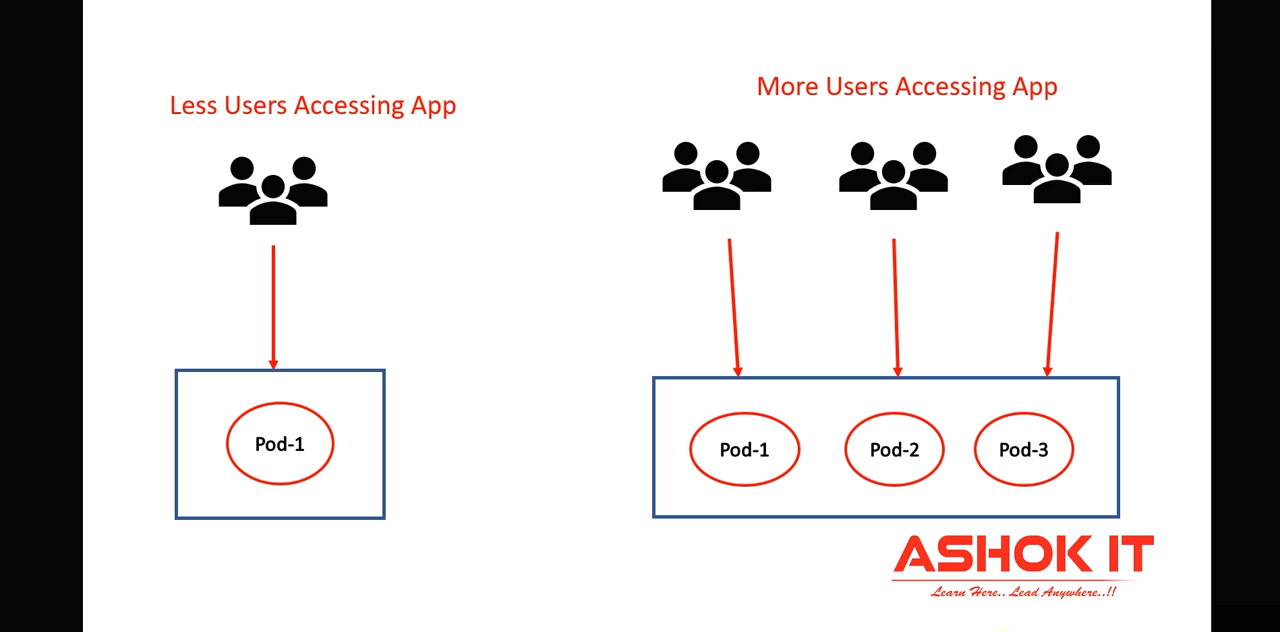 Less Users Accessing App
More Users Accessing App
Pod-1
Pod-1
Pod-2
Pod-3
ASHOK IT
Learn Here.. Lead Anywhere..!!